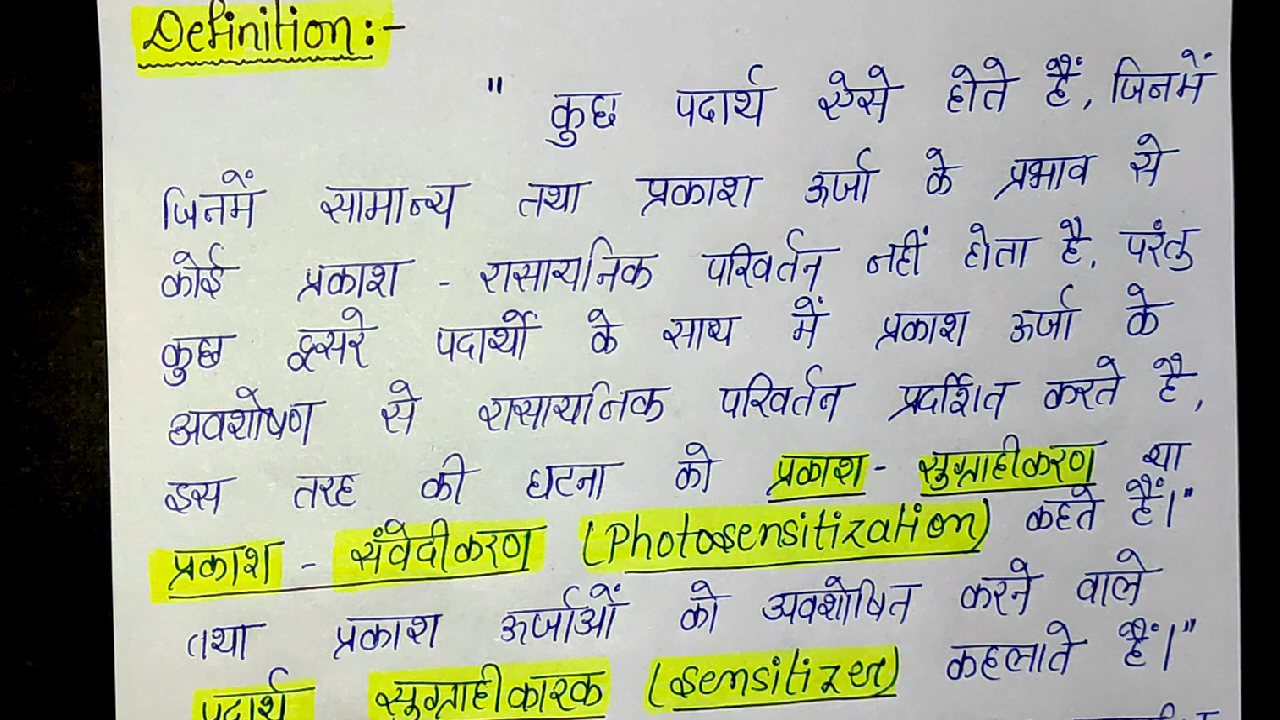 Definition:-
" कुछ पदार्थ ऐसे होते हैं, जिनमें
जिनमें सामान्य तथा प्रकाश ऊर्जा के प्रभाव से
कोई प्रकाश - रासायनिक परिवर्तन नहीं होता है, परंतु
कुछ दूसरे पदार्थों के साथ में प्रकाश ऊर्जा के
अवशोषण से रासायनिक परिवर्तन प्रदर्शित करते है,
इस तरह की घटना को प्रकाश - सुग्राहीकरण या
प्रकाश - संवेदीकरण (Photosensitization) कहते हैं।"
तथा प्रकाश ऊर्जाओं को अवशोषित करने वाले
पदार्थ सुग्राहीकारक (sensitizer) कहलाते हैं।"